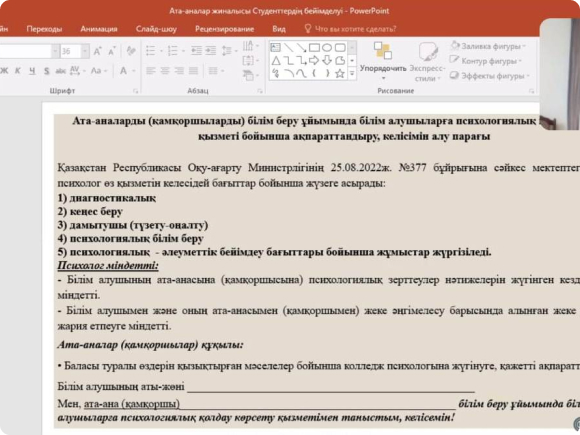 Ата-аналар жиналысы Студенттердің бейімделуі - PowerPoint
йн Переходы Анимация Слайд-шоу Рецензирование Вид Что вы хотите сделать?
36
Ж К Ч S abc AV Aa A
Упорядочить Экспресс-стили
Заливка фигуры
Контур фигуры
Эффекты фигуры
Шрифт Абзац Рисование
Ата-аналарды (қамқоршыларды) білім беру ұйымында білім алушыларға психологиялық
қызметі бойынша ақпараттандыру, келісімін алу парағы
Қазақстан Республикасы Оқу-ағарту Министрлігінің 25.08.2022ж. №377 бұйрығына сәйкес мектептег
психолог өз қызметін келесідей бағыттар бойынша жүзеге асырады:
1) диагностикалық
2) кеңес беру
3) дамытушы (түзету-оңалту)
4) психологиялық білім беру
5) психологиялық - әлеуметтік бейімдеу бағыттары бойынша жұмыстар жүргізіледі.
Психолог міндетті:
- Білім алушының ата-анасына (қамқоршысына) психологиялық зерттеулер нәтижелерін жүгінген кезд
міндетті.
- Білім алушымен және оның ата-анасымен (қамқоршымен) жеке әңгімелесу барысында алынған жеке
жария етпеуге міндетті.
Ата-аналар (қамқоршылар) құқылы:
• Баласы туралы өздерін қызықтырған мәселелер бойынша колледж психологына жүгінуге, қажетті ақпарат
Білім алушының аты-жөні
Мен, ата-ана (қамқоршы) білім беру ұйымында біл
алушыларға психологиялық қолдау көрсету қызметімен таныстым, келісемін!